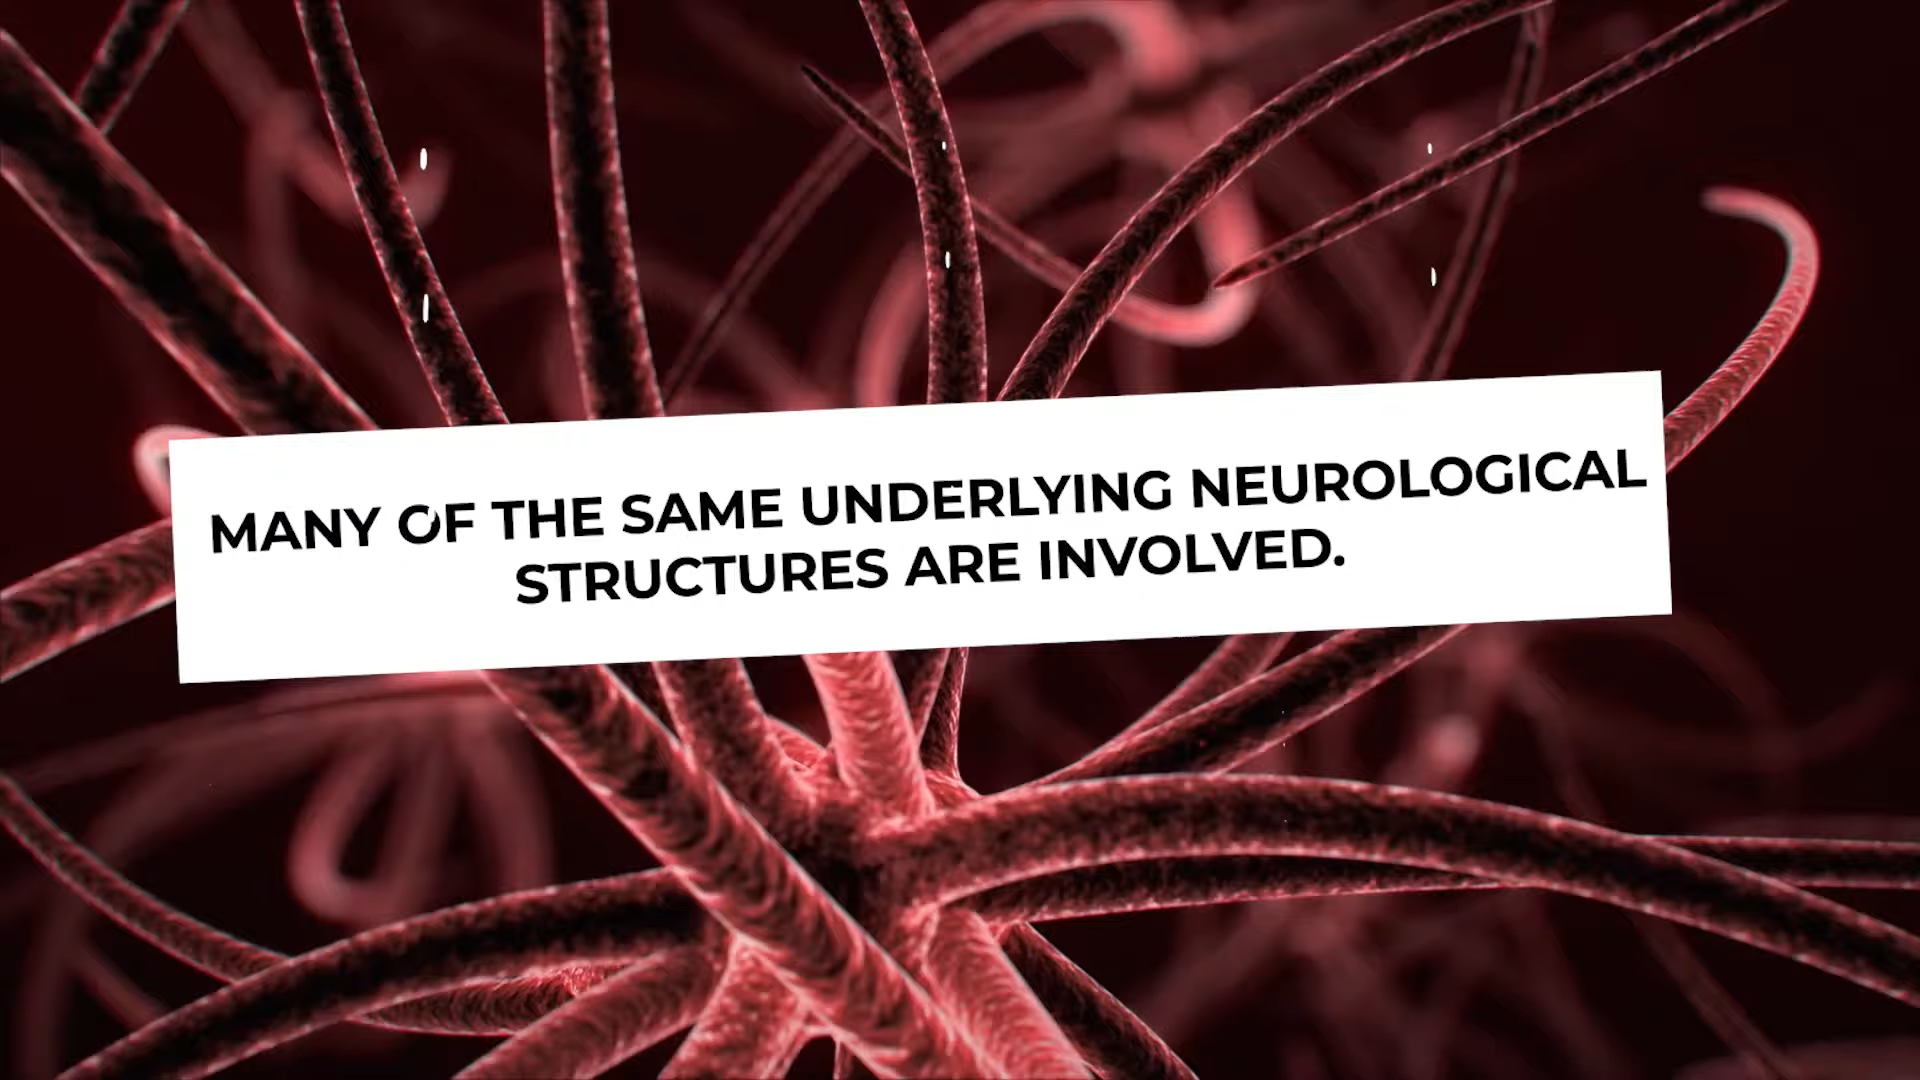 MANY OF THE SAME UNDERLYING NEUROLOGICAL
STRUCTURES ARE INVOLVED.